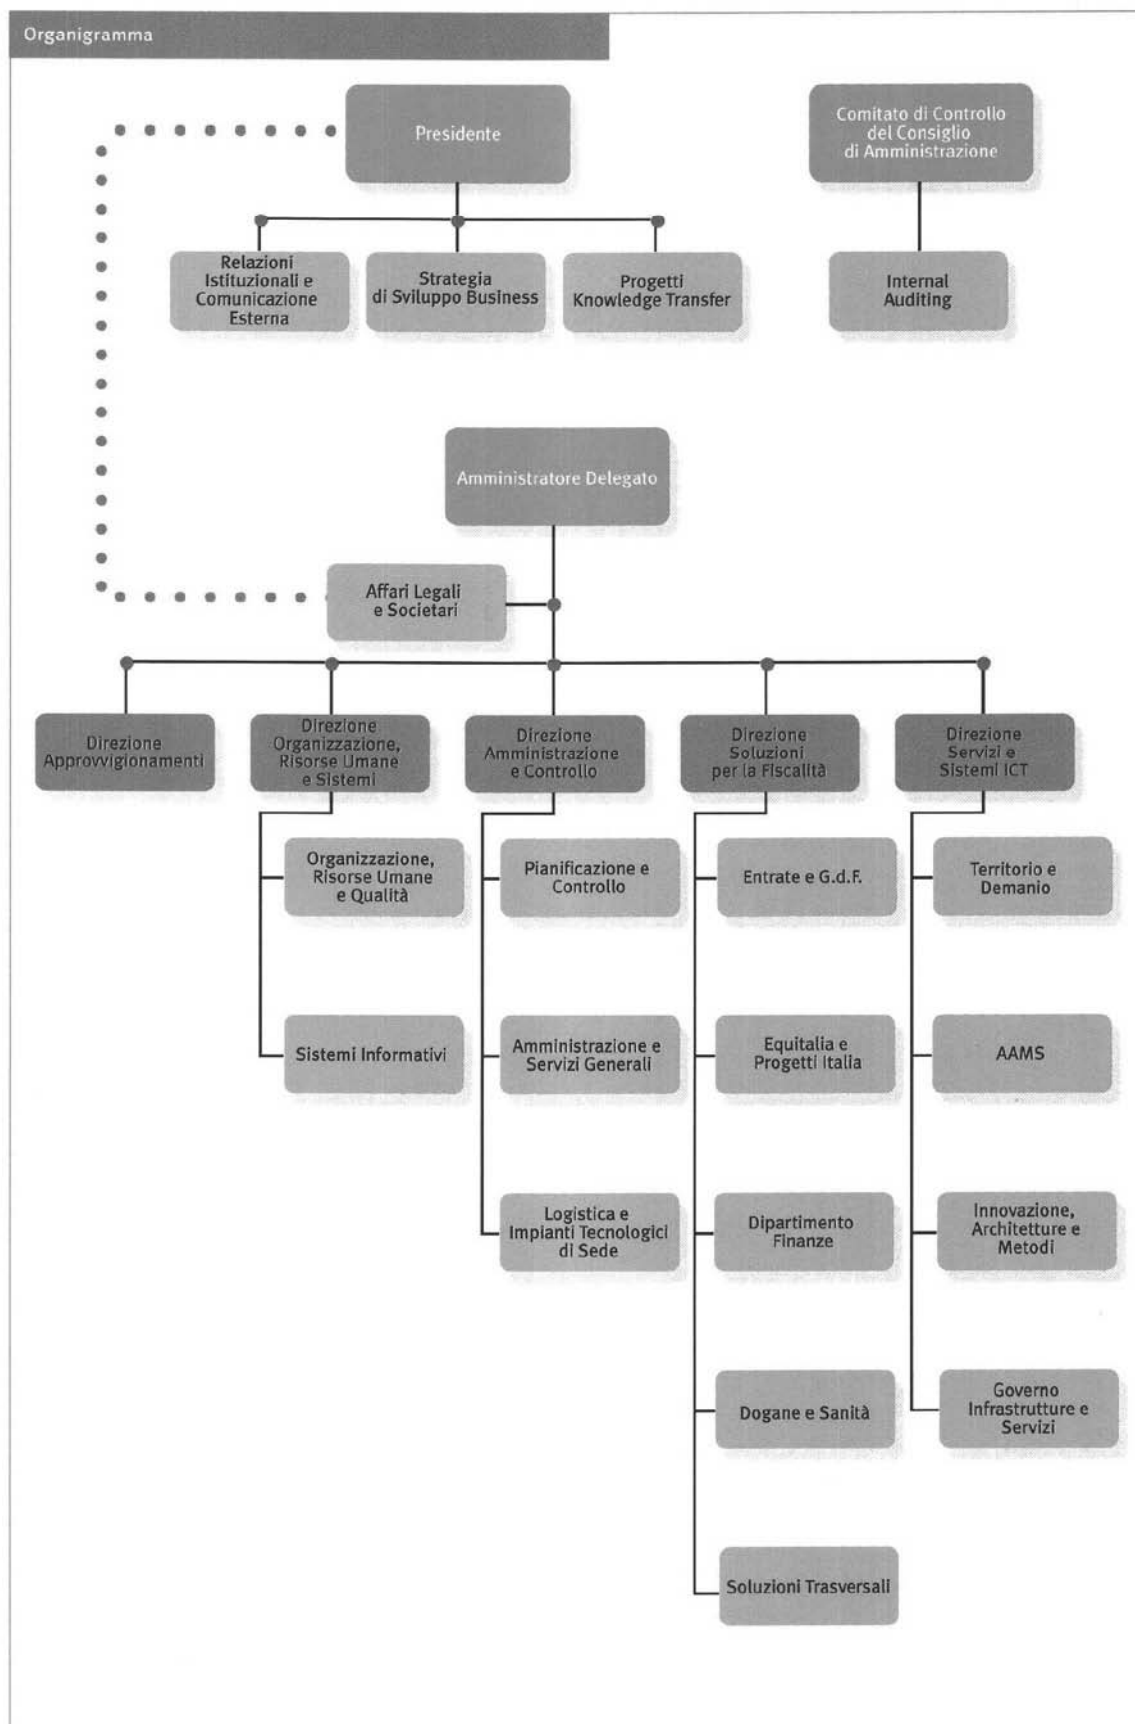 Organigramma
Presidente
Comitato di Controllo
del Consiglio
di Amministrazione
Relazioni
Istituzionali e
Comunicazione
Esterna
Strategia
di Sviluppo Business
Progetti
Knowledge Transfer
Internal
Auditing
Amministratore Delegato
Affari Legali
e Societari
Direzione
Approvvigionamenti
Direzione
Organizzazione,
Risorse Umane
e Sistemi
Direzione
Amministrazione
e Controllo
Direzione
Soluzioni
per la Fiscalità
Direzione
Servizi e
Sistemi ICT
Organizzazione,
Risorse Umane
e Qualità
Pianificazione e
Controllo
Entrate e G.d.F.
Territorio e
Demanio
Sistemi Informativi
Amministrazione e
Servizi Generali
Equitalia e
Progetti Italia
AAMS
Logistica e
Impianti Tecnologici
di Sede
Dipartimento
Finanze
Innovazione,
Architetture e
Metodi
Dogane e Sanità
Governo
Infrastrutture e
Servizi
Soluzioni Trasversali